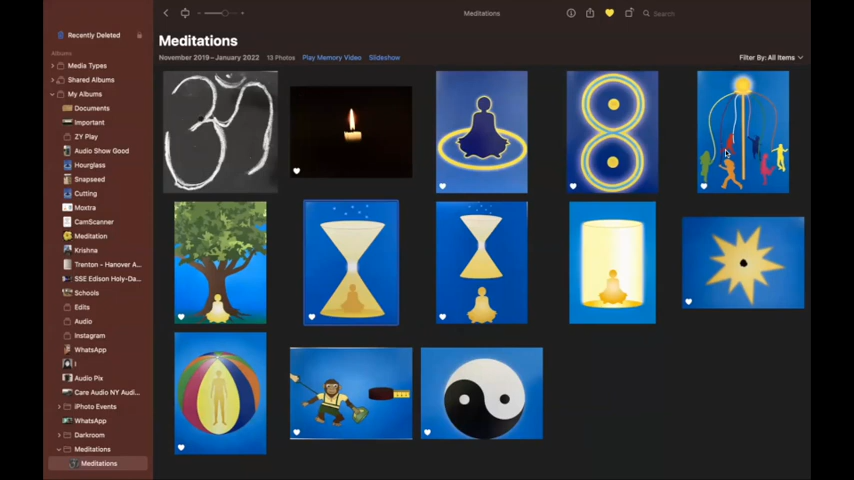 Meditations
Search
Recently Deleted
Meditations
November 2019 – January 2022
13 Photos
Play Memory Video
Slideshow
Filter By: All Items
Albums
Media Types
Shared Albums
My Albums
Documents
Important
ZY Play
Audio Show Good
Hourglass
Snapseed
Cutting
Moxtra
CamScanner
Meditation
Krishna
Trenton - Hanover A...
SSE Edison Holy-Da...
Schools
Edits
Audio
Instagram
WhatsApp
I
Audio Pix
Care Audio NY Audi...
iPhoto Events
WhatsApp
Darkroom
Meditations
Meditations